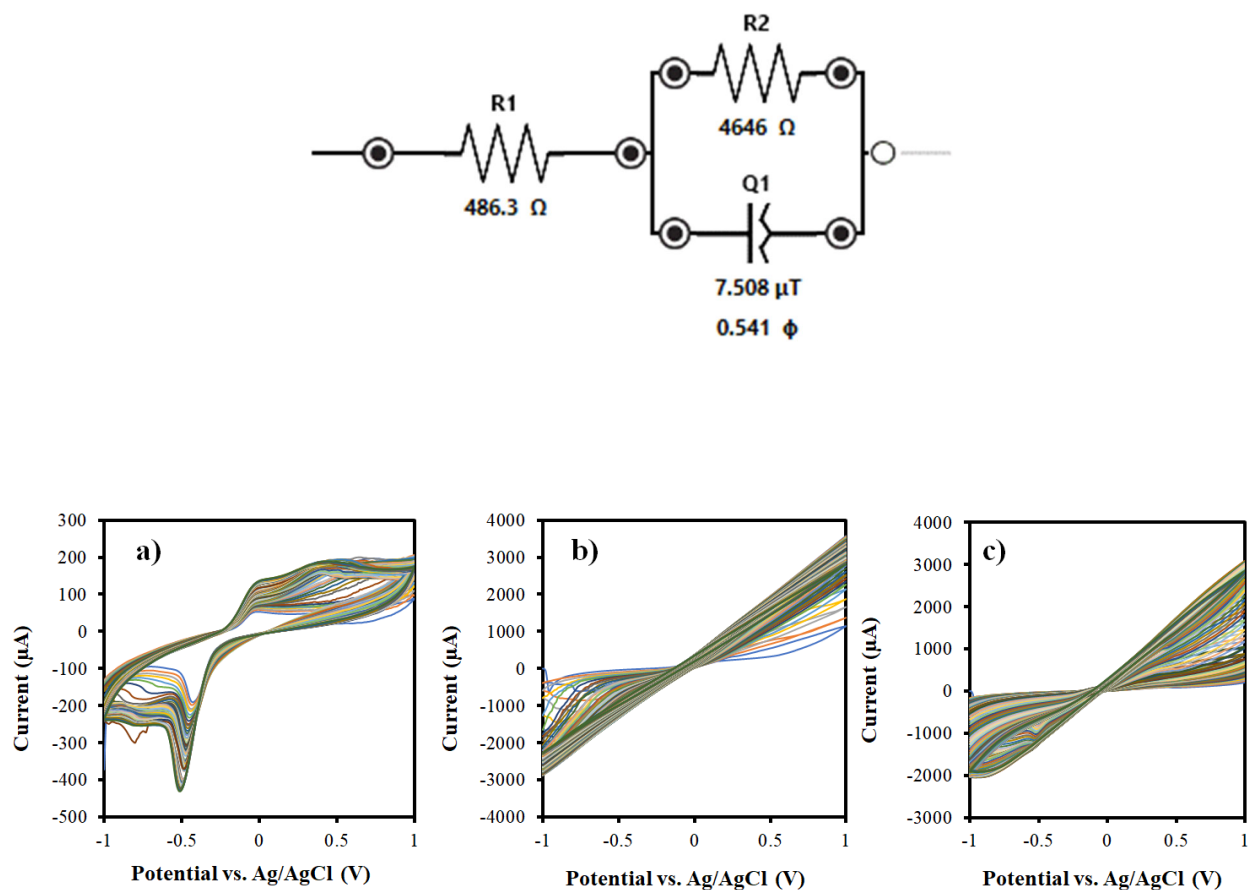 R2
4646 Ω
R1
486.3 Ω
Q1
7.508 µT
0.541 ϕ
a)
300
200
100
0
-100
-200
-300
-400
-500
Current (µA)
-1
-0.5
0
0.5
1
Potential vs. Ag/AgCl (V)
b)
4000
3000
2000
1000
0
-1000
-2000
-3000
-4000
Current (µA)
-1
-0.5
0
0.5
1
Potential vs. Ag/AgCl (V)
c)
4000
3000
2000
1000
0
-1000
-2000
-3000
Current (µA)
-1
-0.5
0
0.5
1
Potential vs. Ag/AgCl (V)